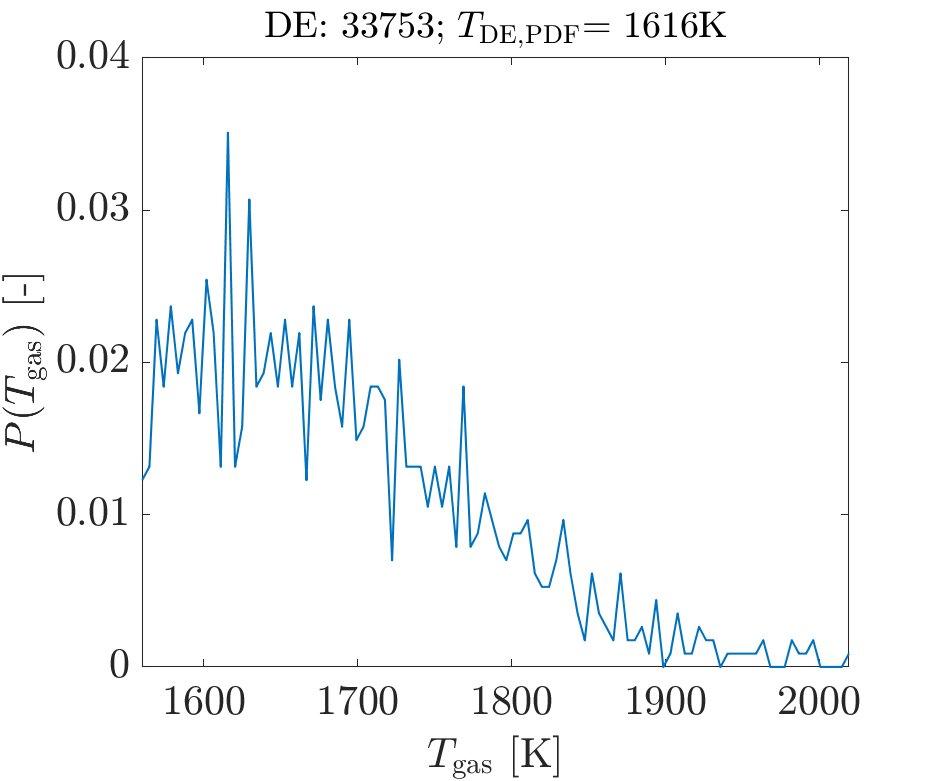 DE: 33753; T_DE,PDF= 1616K
0.04
0.03
0.02
0.01
0
P(T_gas) [-]
1600 1700 1800 1900 2000
T_gas [K]